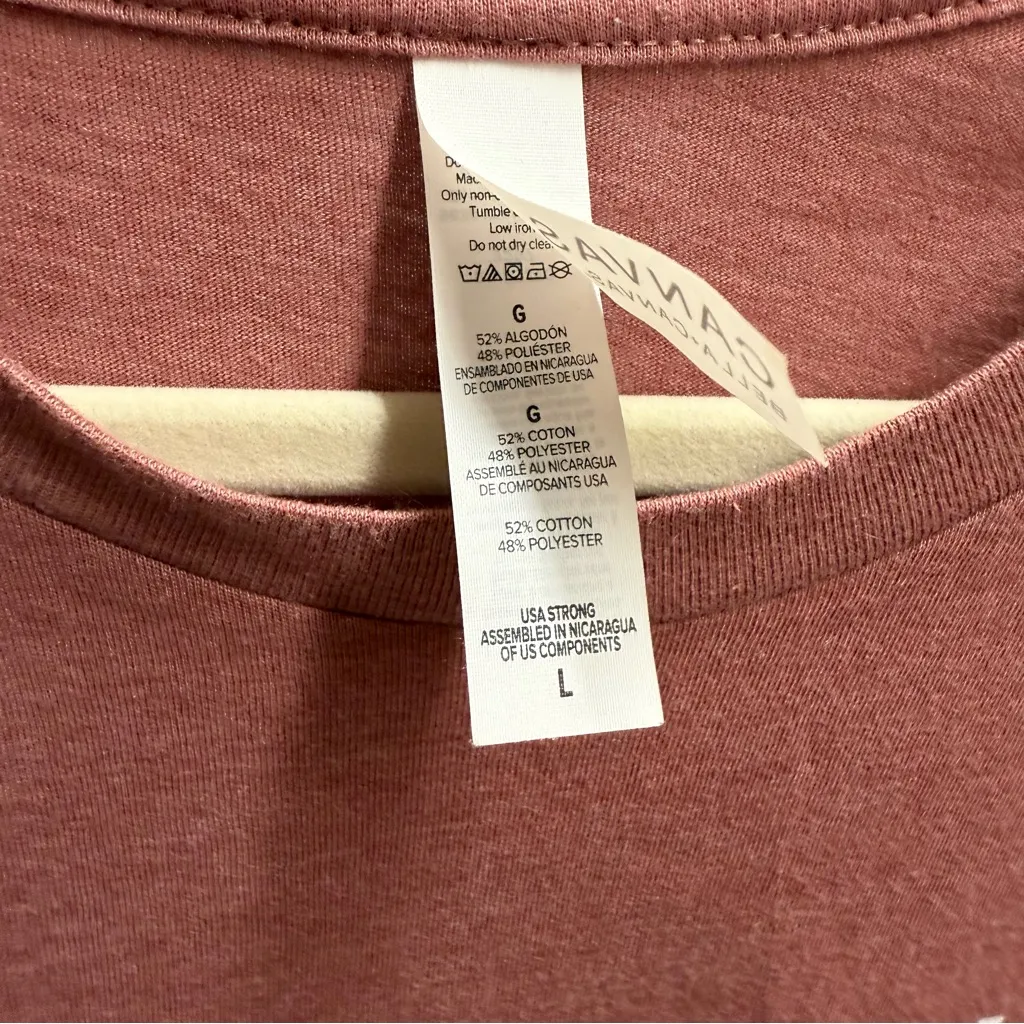 Do
Mac
Only non-
Tumble
Low iron
Do not dry clea
G
52% ALGODÓN
48% POLIÉSTER
ENSAMBLADO EN NICARAGUA
DE COMPONENTES DE USA
G
52% COTON
48% POLYESTER
ASSEMBLÉ AU NICARAGUA
DE COMPOSANTS USA
52% COTTON
48% POLYESTER
USA STRONG
ASSEMBLED IN NICARAGUA
OF US COMPONENTS
L
CANVAS
BELLA+CANVAS